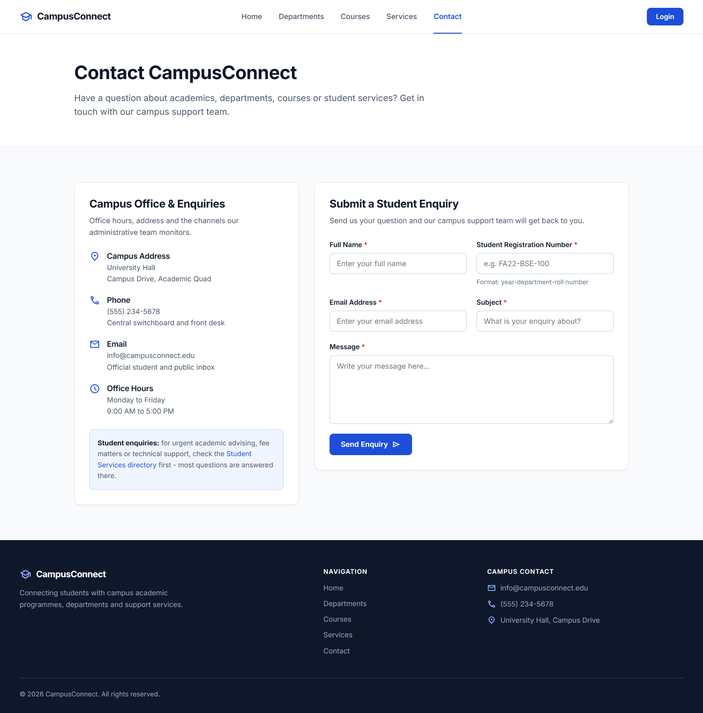 CampusConnect
Home
Departments
Courses
Services
Contact
Login
Contact CampusConnect
Have a question about academics, departments, courses or student services? Get in
touch with our campus support team.
Campus Office & Enquiries
Office hours, address and the channels our
administrative team monitors.
Campus Address
University Hall
Campus Drive, Academic Quad
Phone
(555) 234-5678
Central switchboard and front desk
Email
info@campusconnect.edu
Official student and public inbox
Office Hours
Monday to Friday
9:00 AM to 5:00 PM
Student enquiries: for urgent academic advising, fee
matters or technical support, check the Student
Services directory first - most questions are answered
there.
Submit a Student Enquiry
Send us your question and our campus support team will get back to you.
Full Name *
Enter your full name
Student Registration Number *
e.g. FA22-BSE-100
Format: year-department-roll number
Email Address *
Enter your email address
Subject *
What is your enquiry about?
Message *
Write your message here...
Send Enquiry
CampusConnect
Connecting students with campus academic
programmes, departments and support services.
NAVIGATION
Home
Departments
Courses
Services
Contact
CAMPUS CONTACT
info@campusconnect.edu
(555) 234-5678
University Hall, Campus Drive
© 2026 CampusConnect. All rights reserved.